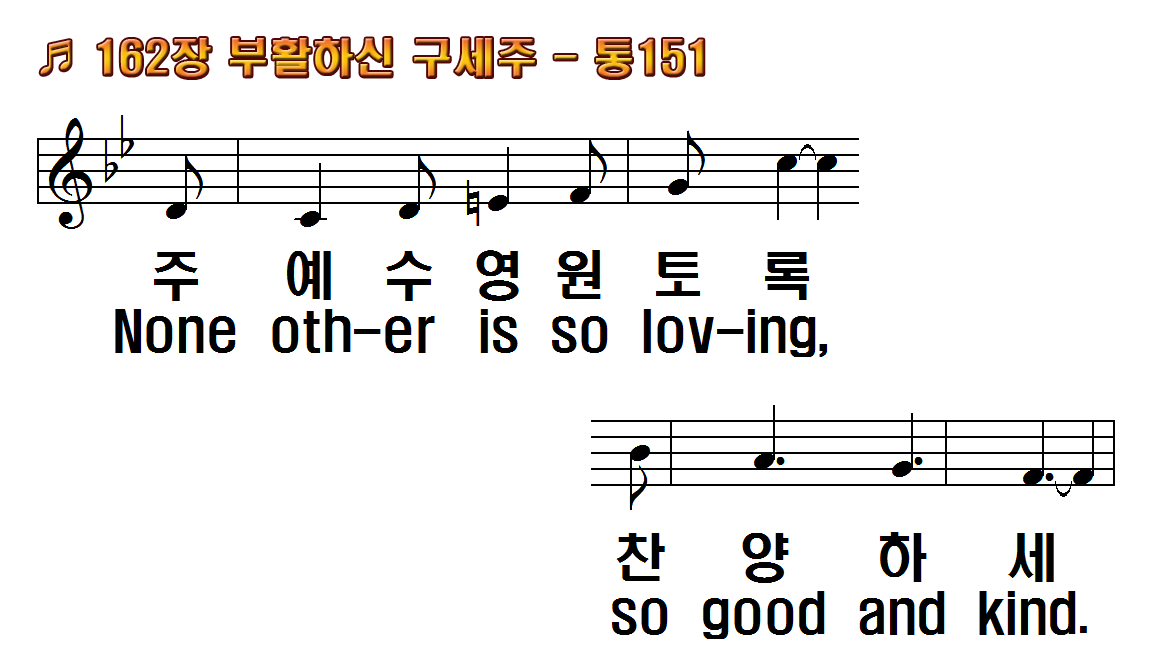 ♬ 162장 부활하신 구세주 - 통151
주 예 수 영 원 토 록
None oth-er is so lov-ing,
찬 양 하 세
so good and kind.